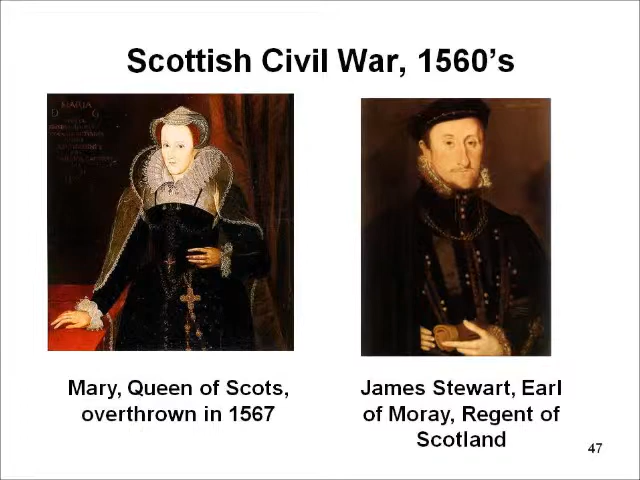 Scottish Civil War, 1560's
MARIA
Mary, Queen of Scots,
overthrown in 1567
James Stewart, Earl
of Moray, Regent of
Scotland
47